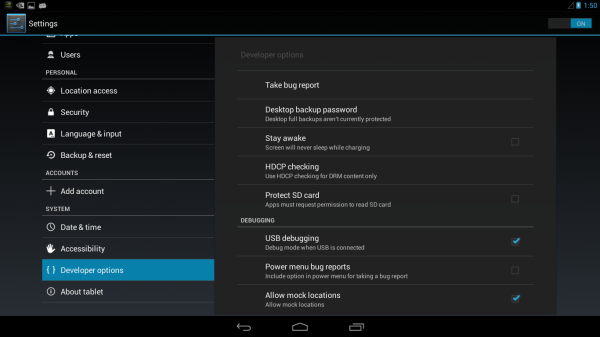 1:50
Settings
ON
Users
PERSONAL
Location access
Security
Language & input
Backup & reset
ACCOUNTS
Add account
SYSTEM
Date & time
Accessibility
Developer options
About tablet
Developer options
Take bug report
Desktop backup password
Desktop full backups aren't currently protected
Stay awake
Screen will never sleep while charging
HDCP checking
Use HDCP checking for DRM content only
Protect SD card
Apps must request permission to read SD card
DEBUGGING
USB debugging
Debug mode when USB is connected
Power menu bug reports
Include option in power menu for taking a bug report
Allow mock locations
Allow mock locations